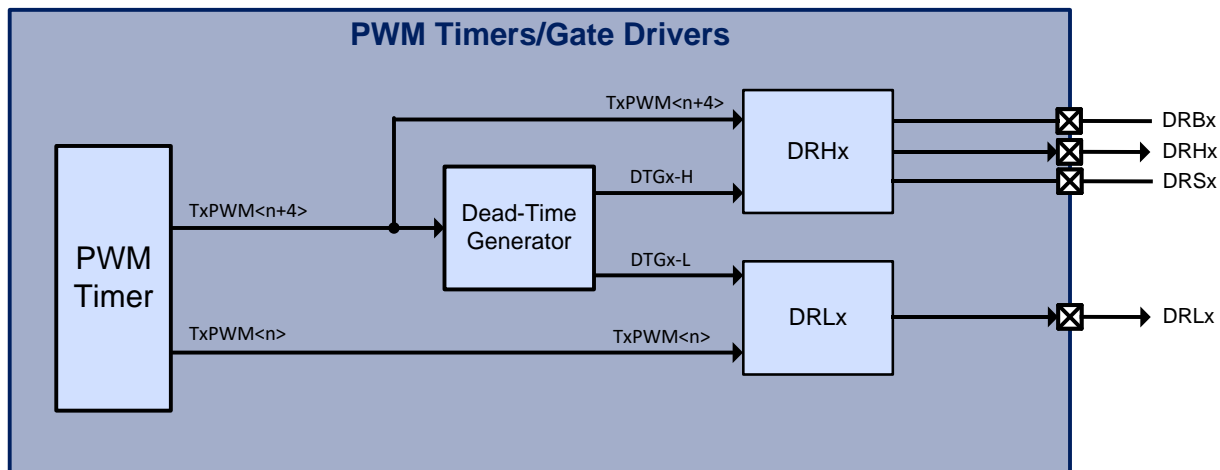 PWM Timers/Gate Drivers
TxPWM<n+4>
DRHx
DRBx
DRHx
DRSx
DTGx-H
TxPWM<n+4>
Dead-Time
Generator
PWM
Timer
DTGx-L
DRLx
DRLx
TxPWM<n>
TxPWM<n>